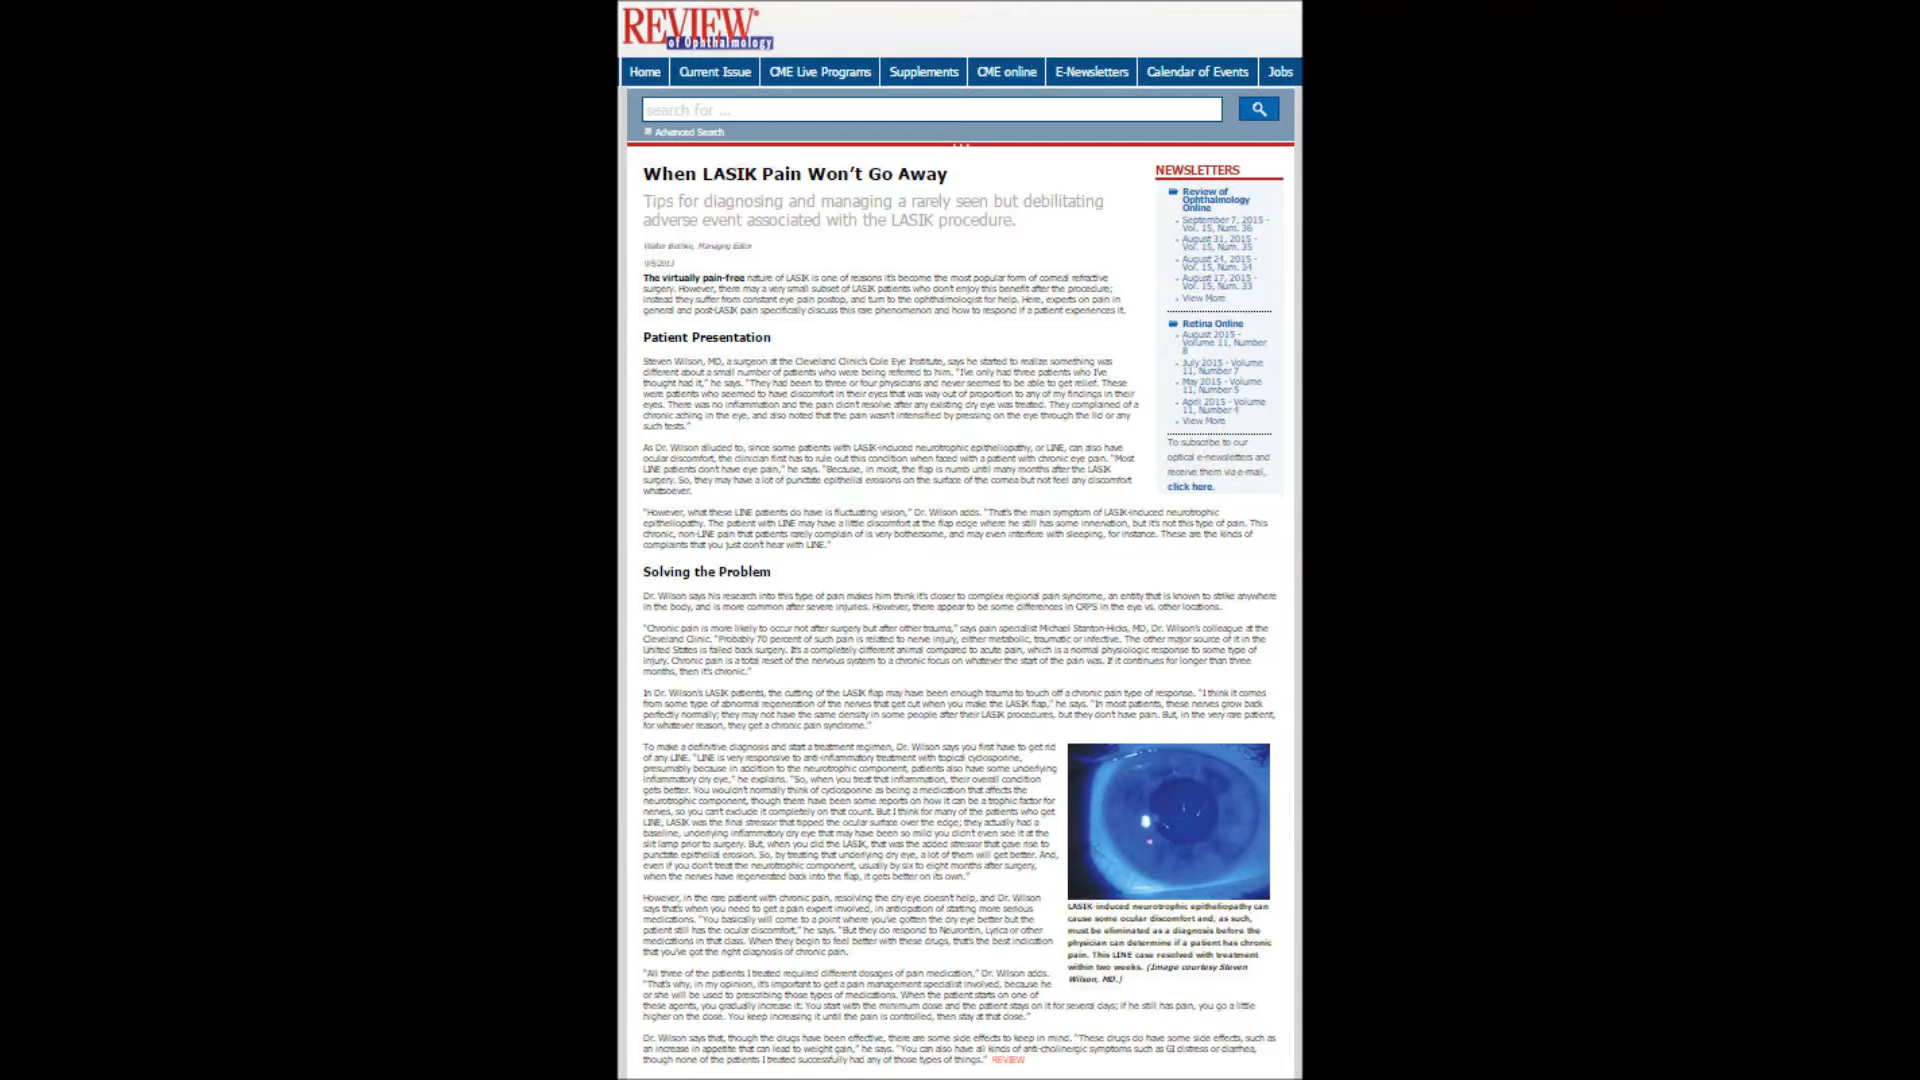 REVIEW
of Ophthalmology
Home Current Issue CME Live Programs Supplements CME online E-Newsletters Calendar of Events Jobs
search for ...
Advanced Search
When LASIK Pain Won't Go Away
Tips for diagnosing and managing a rarely seen but debilitating
adverse event associated with the LASIK procedure.
Walter Bethke, Managing Editor
9/5/2013
The virtually pain-free nature of LASIK is one of reasons it's become the most popular form of corneal refractive
surgery. However, there may a very small subset of LASIK patients who don't enjoy this benefit after the procedure;
instead they suffer from constant eye pain postop, and turn to the ophthalmologist for help. Here, experts on pain in
general and post-LASIK pain specifically discuss this rare phenomenon and how to respond if a patient experiences it.
Patient Presentation
Steven Wilson, MD, a surgeon at the Cleveland Clinic's Cole Eye Institute, says he started to realize something was
different about a small number of patients who were being referred to him. "I've only had three patients who I've
thought had it," he says. "They had been to three or four physicians and never seemed to be able to get relief. These
were patients who seemed to have discomfort in their eyes that was way out of proportion to any of my findings in their
eyes. There was no inflammation and the pain didn't resolve after any existing dry eye was treated. They complained of a
chronic aching in the eye, and also noted that the pain wasn't intensified by pressing on the eye through the lid or any
such tests."
As Dr. Wilson alluded to, since some patients with LASIK-induced neurotrophic epitheliopathy, or LINE, can also have
ocular discomfort, the clinician first has to rule out this condition when faced with a patient with chronic eye pain. "Most
LINE patients don't have eye pain," he says. "Because, in most, the flap is numb until many months after the LASIK
surgery. So, they may have a lot of punctate epithelial erosions on the surface of the cornea but not feel any discomfort
whatsoever.
"However, what these LINE patients do have is fluctuating vision," Dr. Wilson adds. "That's the main symptom of LASIK-induced neurotrophic
epitheliopathy. The patient with LINE may have a little discomfort at the flap edge where he still has some innervation, but it's not this type of pain. This
chronic, non-LINE pain that patients rarely complain of is very bothersome, and may even interfere with sleeping, for instance. These are the kinds of
complaints that you just don't hear with LINE."
Solving the Problem
Dr. Wilson says his research into this type of pain makes him think it's closer to complex regional pain syndrome, an entity that is known to strike anywhere
in the body, and is more common after severe injuries. However, there appear to be some differences in CRPS in the eye vs. other locations.
"Chronic pain is more likely to occur not after surgery but after other trauma," says pain specialist Michael Stanton-Hicks, MD, Dr. Wilson's colleague at the
Cleveland Clinic. "Probably 70 percent of such pain is related to nerve injury, either metabolic, traumatic or infective. The other major source of it in the
United States is failed back surgery. It's a completely different animal compared to acute pain, which is a normal physiologic response to some type of
injury. Chronic pain is a total reset of the nervous system to a chronic focus on whatever the start of the pain was. If it continues for longer than three
months, then it's chronic."
In Dr. Wilson's LASIK patients, the cutting of the LASIK flap may have been enough trauma to touch off a chronic pain type of response. "I think it comes
from some type of abnormal regeneration of the nerves that get cut when you make the LASIK flap," he says. "In most patients, these nerves grow back
perfectly normally; they may not have the same density in some people after their LASIK procedures, but they don't have pain. But, in the very rare patient,
for whatever reason, they get a chronic pain syndrome."
To make a definitive diagnosis and start a treatment regimen, Dr. Wilson says you first have to get rid
of any LINE. "LINE is very responsive to anti-inflammatory treatment with topical cyclosporine,
presumably because in addition to the neurotrophic component, patients also have some underlying
inflammatory dry eye," he explains. "So, when you treat that inflammation, their overall condition
gets better. You wouldn't normally think of cyclosporine as being a medication that affects the
neurotrophic component, though there have been some reports on how it can be a trophic factor for
nerves, so you can't exclude it completely on that count. But I think for many of the patients who get
LINE, LASIK was the final stressor that tipped the ocular surface over the edge; they actually had a
baseline, underlying inflammatory dry eye that may have been so mild you didn't even see it at the
slit lamp prior to surgery. But, when you did the LASIK, that was the added stressor that gave rise to
punctate epithelial erosion. So, by treating that underlying dry eye, a lot of them will get better. And,
even if you don't treat the neurotrophic component, usually by six to eight months after surgery,
when the nerves have regenerated back into the flap, it gets better on its own."
However, in the rare patient with chronic pain, resolving the dry eye doesn't help, and Dr. Wilson
says that's when you need to get a pain expert involved, in anticipation of starting more serious
medications. "You basically will come to a point where you've gotten the dry eye better but the
patient still has the ocular discomfort," he says. "But they do respond to Neurontin, Lyrica or other
medications in that class. When they begin to feel better with these drugs, that's the best indication
that you've got the right diagnosis of chronic pain.
"All three of the patients I treated required different dosages of pain medication," Dr. Wilson adds.
"That's why, in my opinion, it's important to get a pain management specialist involved, because he
or she will be used to prescribing those types of medications. When the patient starts on one of
these agents, you gradually increase it: You start with the minimum dose and the patient stays on it for several days; if he still has pain, you go a little
higher on the dose. You keep increasing it until the pain is controlled, then stay at that dose."
Dr. Wilson says that, though the drugs have been effective, there are some side effects to keep in mind. "These drugs do have some side effects, such as
an increase in appetite that can lead to weight gain," he says. "You can also have all kinds of anti-cholinergic symptoms such as GI distress or diarrhea,
though none of the patients I treated successfully had any of those types of things." REVIEW
LASIK-induced neurotrophic epitheliopathy can
cause some ocular discomfort and, as such,
must be eliminated as a diagnosis before the
physician can determine if a patient has chronic
pain. This LINE case resolved with treatment
within two weeks. (Image courtesy Steven
Wilson, MD.)
NEWSLETTERS
Review of
Ophthalmology
Online
September 7, 2015 -
Vol. 15, Num. 36
August 31, 2015 -
Vol. 15, Num. 35
August 24, 2015 -
Vol. 15, Num. 34
August 17, 2015 -
Vol. 15, Num. 33
View More
Retina Online
August 2015 -
Volume 11, Number
8
July 2015 - Volume
11, Number 7
May 2015 - Volume
11, Number 5
April 2015 - Volume
11, Number 4
View More
To subscribe to our
optical e-newsletters and
receive them via e-mail,
click here.